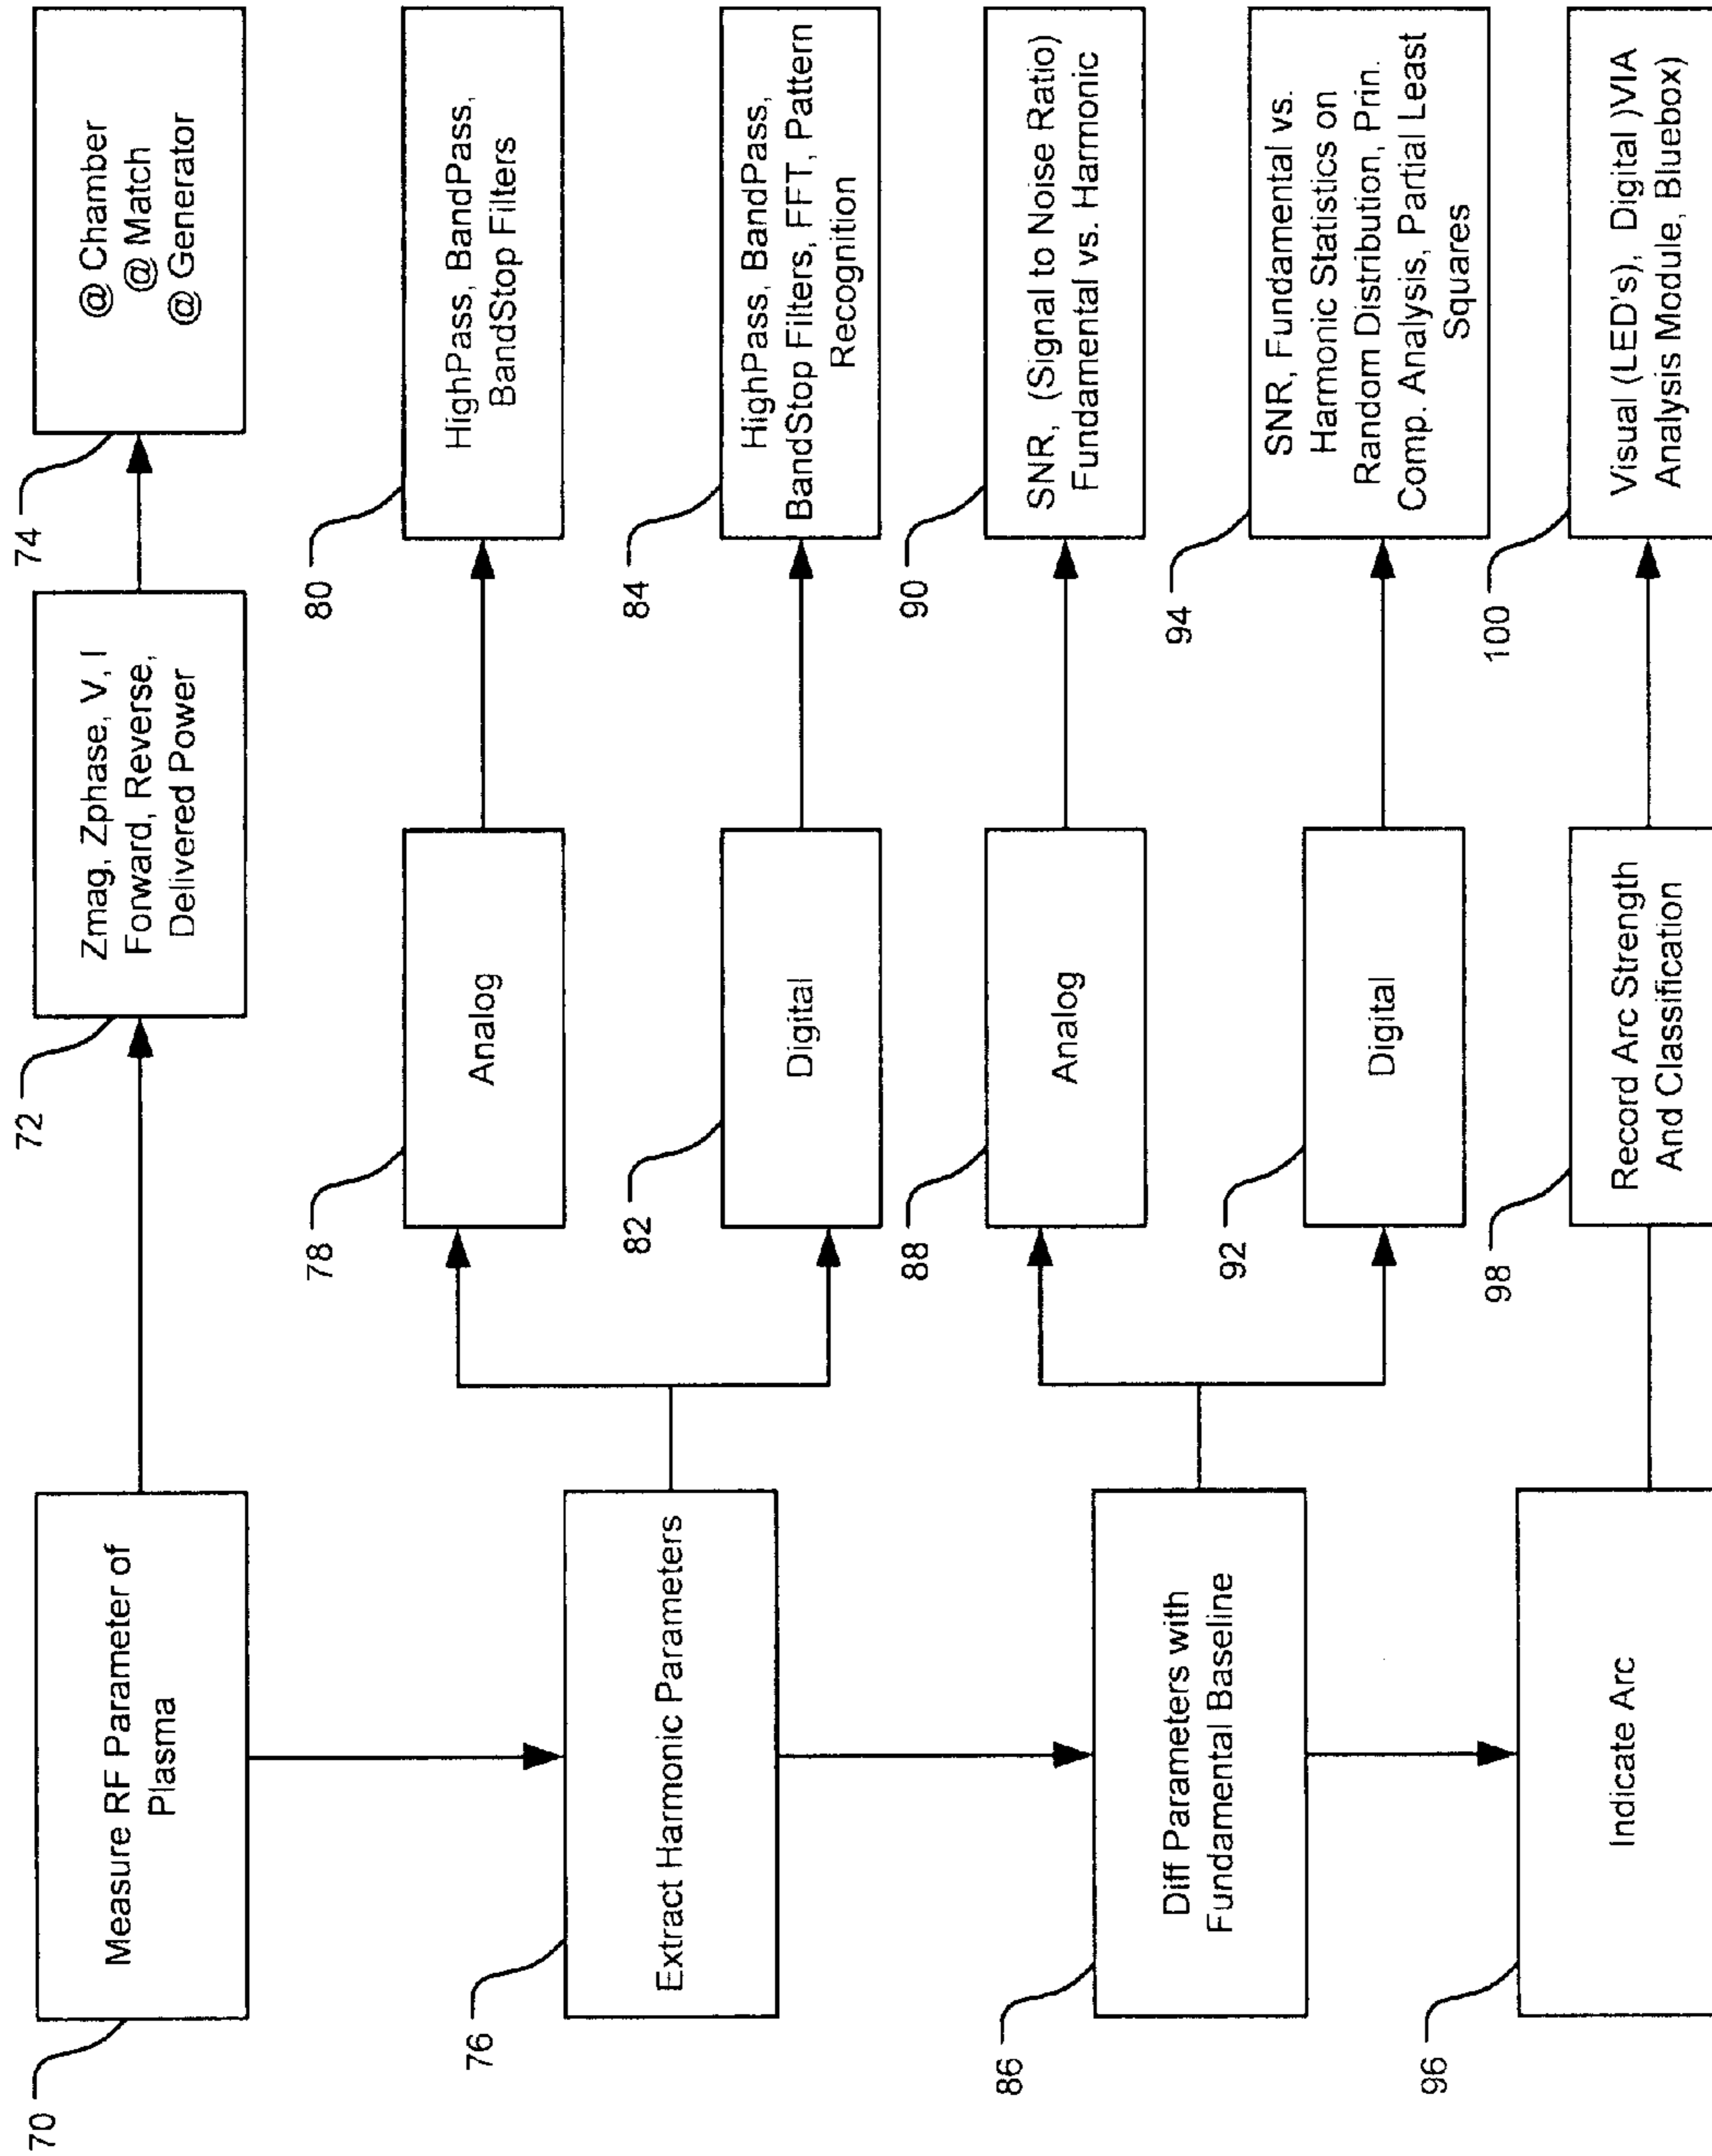 70
Measure RF Parameter of
Plasma
72
Zmag, Zphase, V, I
Forward, Reverse,
Delivered Power
74
@ Chamber
@ Match
@ Generator
76
Extract Harmonic Parameters
78
Analog
80
HighPass, BandPass,
BandStop Filters
82
Digital
84
HighPass, BandPass,
BandStop Filters, FFT, Pattern
Recognition
86
Diff Parameters with
Fundamental Baseline
88
Analog
90
SNR, (Signal to Noise Ratio)
Fundamental vs. Harmonic
92
Digital
94
SNR, Fundamental vs.
Harmonic Statistics on
Random Distribution, Prin.
Comp. Analysis, Partial Least
Squares
96
Indicate Arc
98
Record Arc Strength
And Classification
100
Visual (LED's), Digital )VIA
Analysis Module, Bluebox)